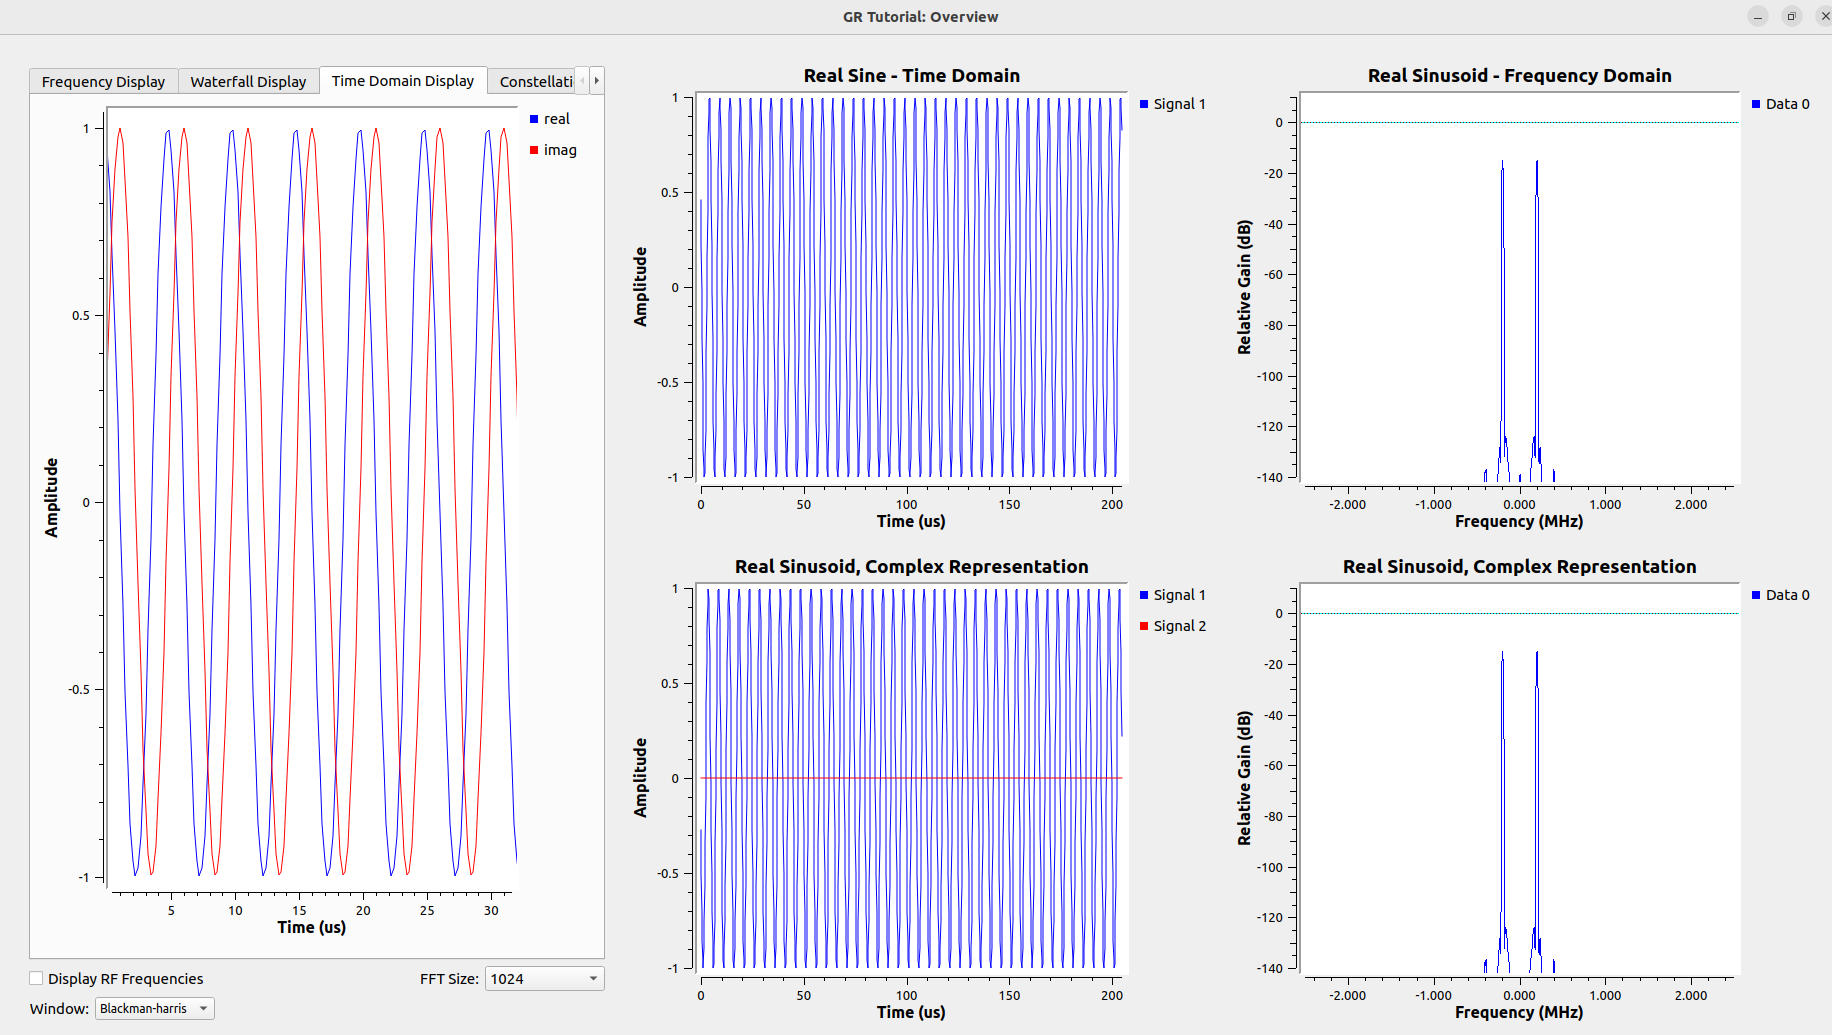 GR Tutorial: Overview
Frequency Display
Waterfall Display
Time Domain Display
Constellati
real
imag
1
0.5
0
-0.5
-1
Amplitude
5
10
15
20
25
30
Time (us)
Display RF Frequencies
FFT Size:
1024
Window:
Blackman-harris
Real Sine - Time Domain
Signal 1
1
0.5
0
-0.5
-1
Amplitude
0
50
100
150
200
Time (us)
Real Sinusoid - Frequency Domain
Data 0
0
-20
-40
-60
-80
-100
-120
-140
Relative Gain (dB)
-2.000
-1.000
0.000
1.000
2.000
Frequency (MHz)
Real Sinusoid, Complex Representation
Signal 1
Signal 2
1
0.5
0
-0.5
-1
Amplitude
0
50
100
150
200
Time (us)
Real Sinusoid, Complex Representation
Data 0
0
-20
-40
-60
-80
-100
-120
-140
Relative Gain (dB)
-2.000
-1.000
0.000
1.000
2.000
Frequency (MHz)